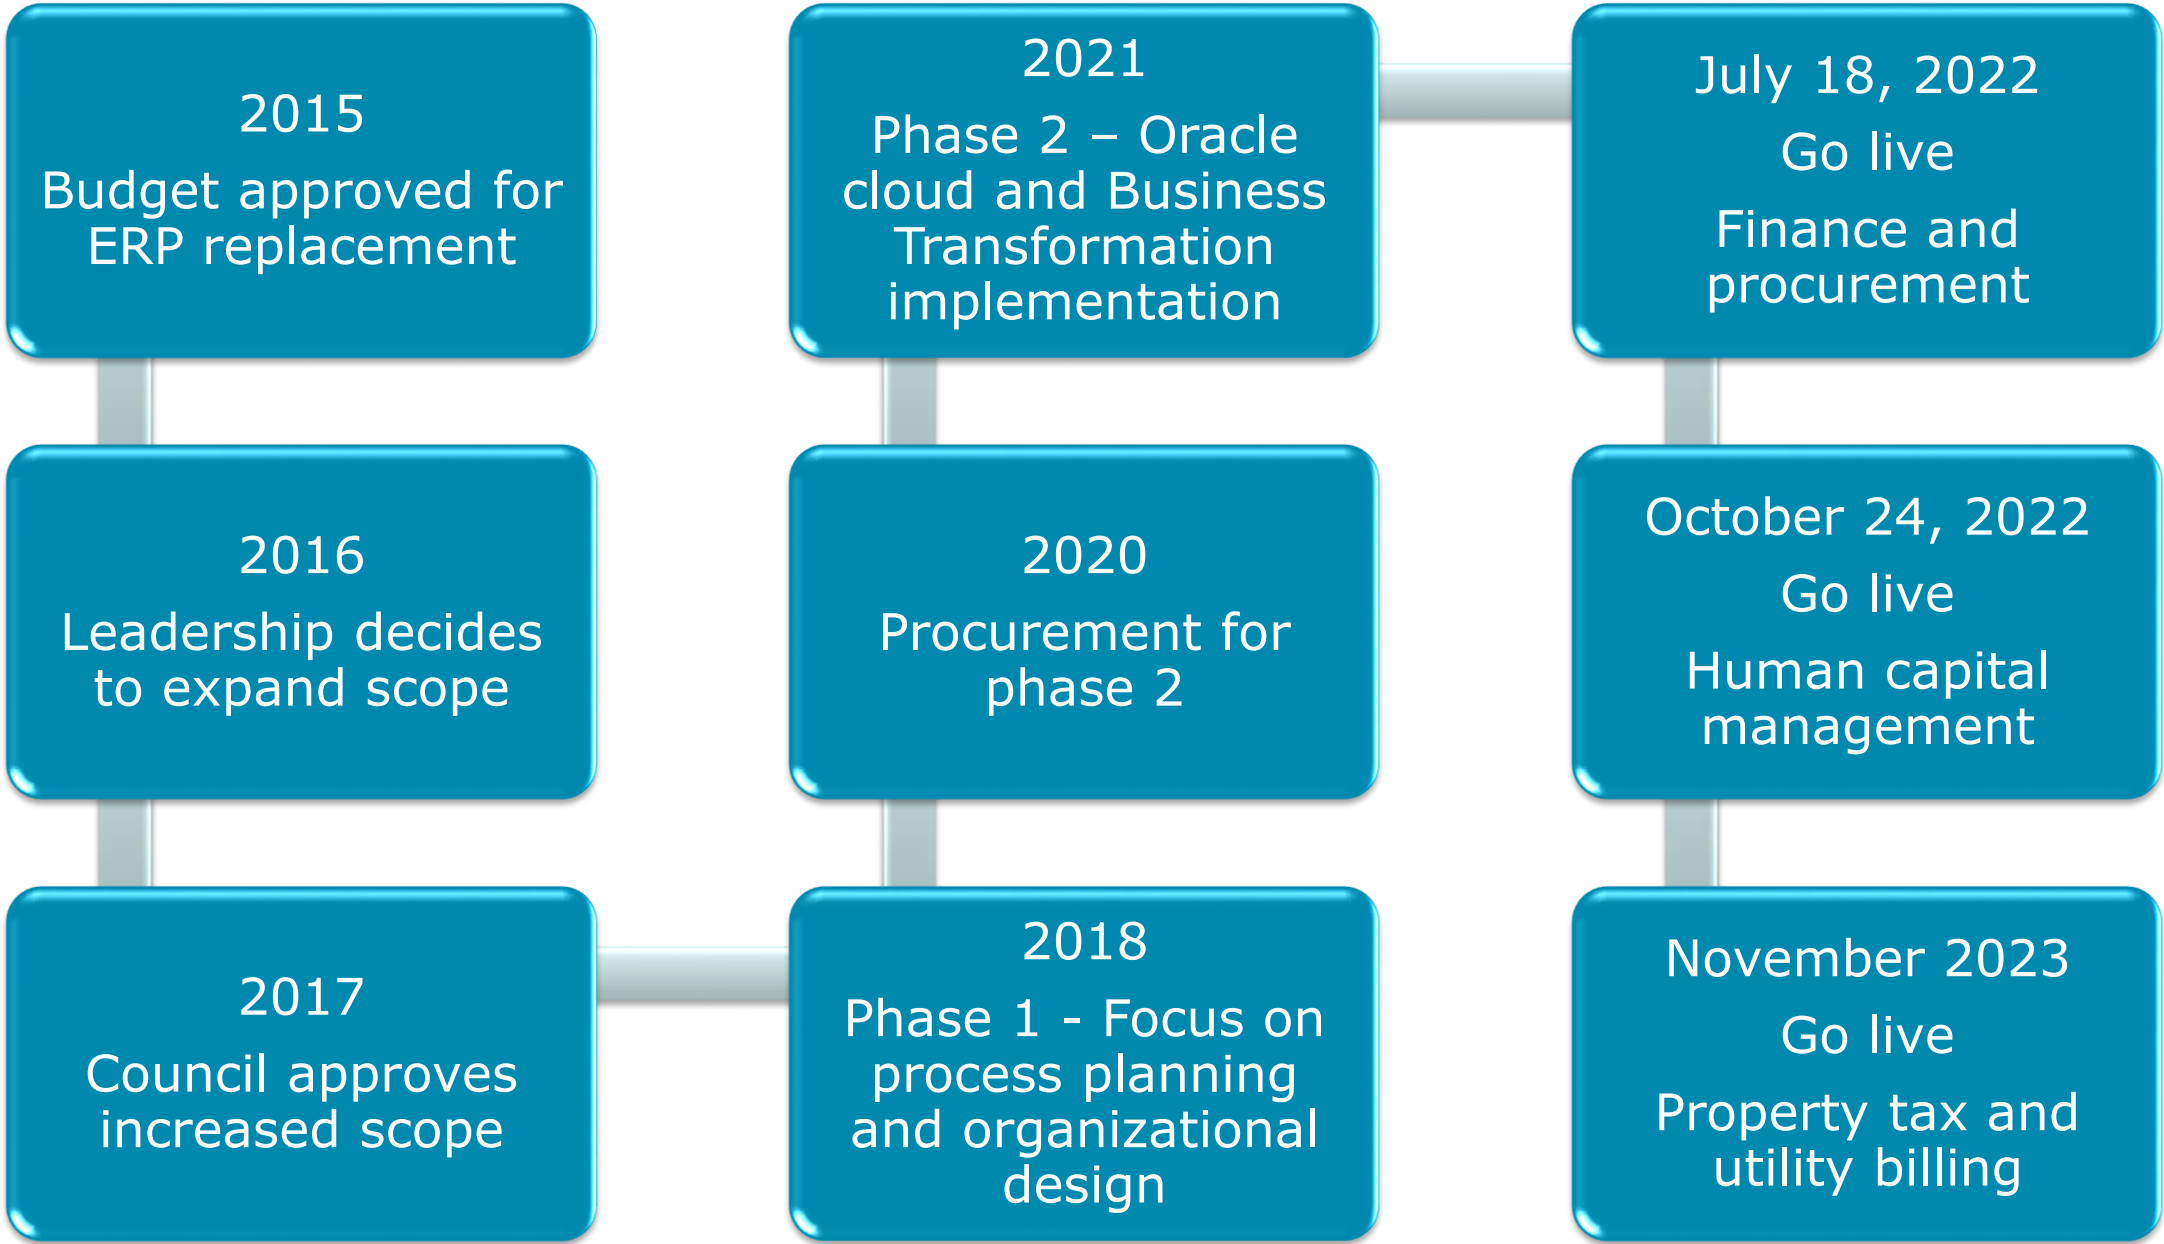 2015
Budget approved for
ERP replacement
2016
Leadership decides
to expand scope
2017
Council approves
increased scope
2018
Phase 1 - Focus on
process planning
and organizational
design
2020
Procurement for
phase 2
2021
Phase 2 – Oracle
cloud and Business
Transformation
implementation
July 18, 2022
Go live
Finance and
procurement
October 24, 2022
Go live
Human capital
management
November 2023
Go live
Property tax and
utility billing